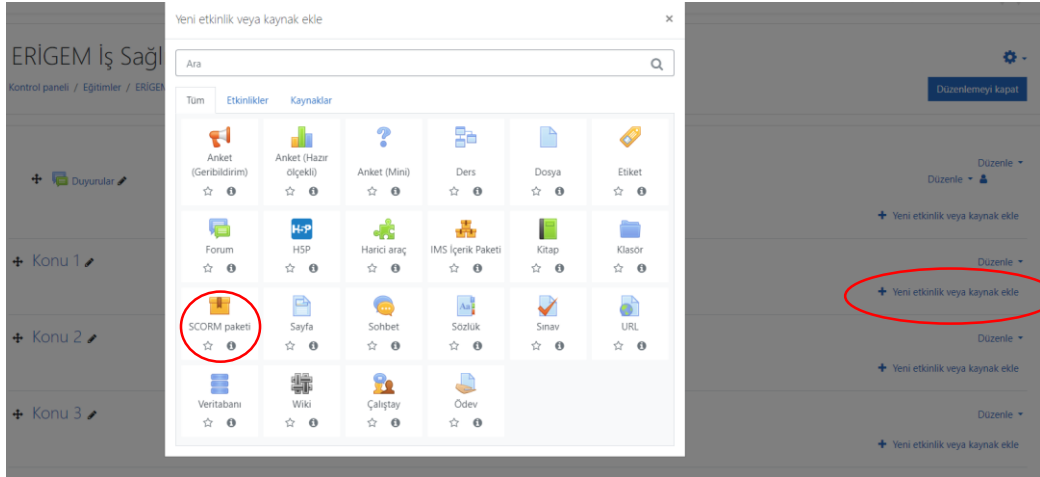 Yeni etkinlik veya kaynak ekle ×
ERİGEM İş Sağl
Ara
Kontrol paneli / Eğitimler / ERİGEM
Düzenlemeyi kapat
Tüm Etkinlikler Kaynaklar
Anket (Geribildirim)
Anket (Hazır ölçekli)
Anket (Mini)
Ders
Dosya
Etiket
Forum
H5P
H5P
Harici araç
IMS İçerik Paketi
Kitap
Klasör
SCORM paketi
Sayfa
Sohbet
Aa
Sözlük
Sınav
URL
Veritabanı
Wiki
Çalıştay
Ödev
Duyurular
Düzenle
Düzenle
+ Yeni etkinlik veya kaynak ekle
Konu 1
Düzenle
+ Yeni etkinlik veya kaynak ekle
Konu 2
Düzenle
+ Yeni etkinlik veya kaynak ekle
Konu 3
Düzenle
+ Yeni etkinlik veya kaynak ekle